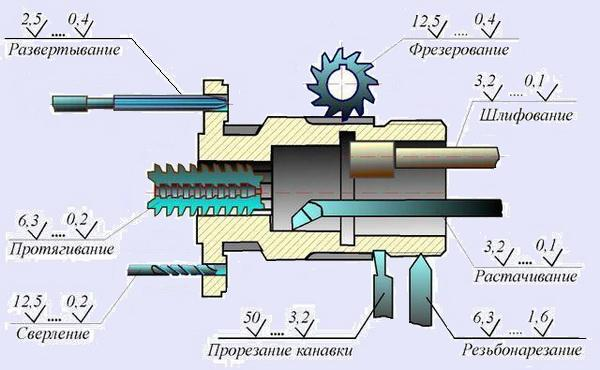 2,5 .... 0,4
Развертывание
12,5 .... 0,4
Фрезерование
3,2 .... 0,1
Шлифование
6,3 .... 0,2
Протягивание
3,2 .... 0,1
Растачивание
12,5 .... 0,2
Сверление
50 .... 3,2
Прорезание канавки
6,3 .... 1,6
Резьбонарезание